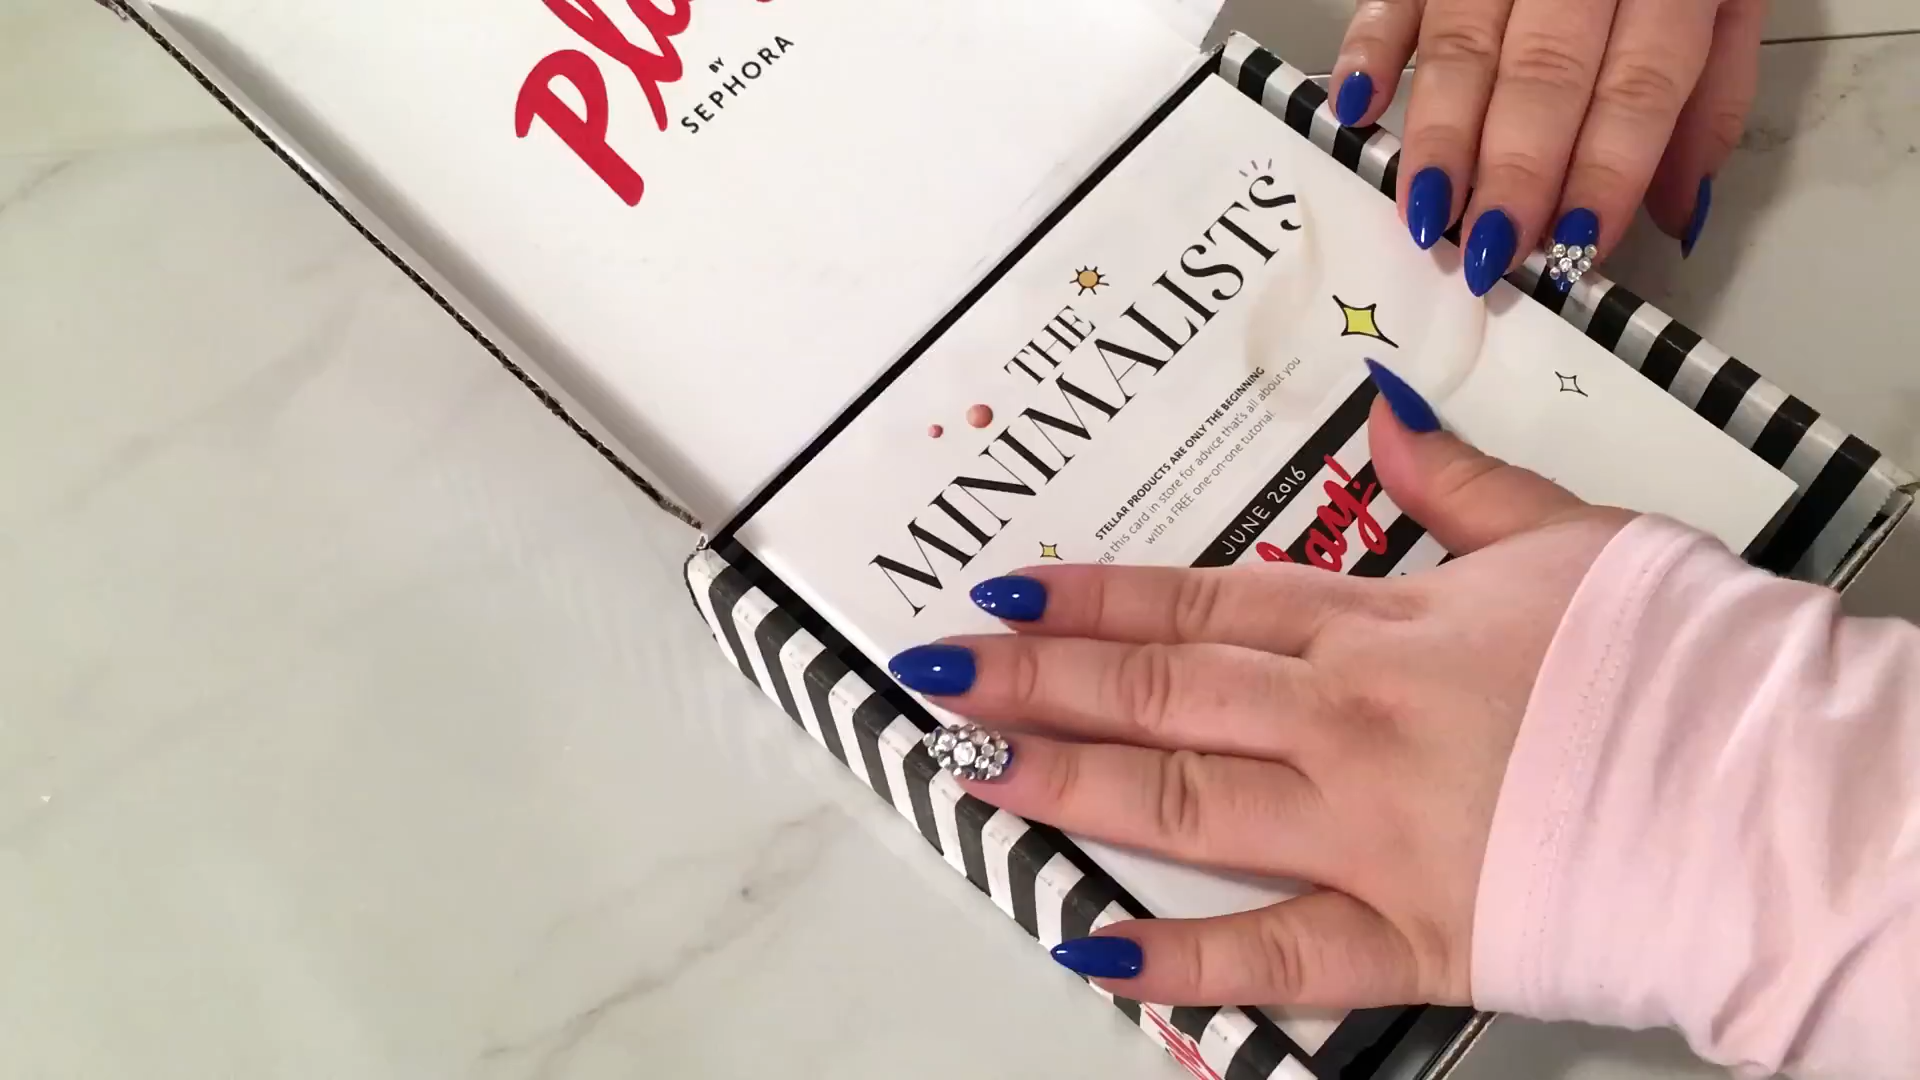 BY
SEPHORA
THE
MINIMALISTS
STELLAR PRODUCTS ARE ONLY THE BEGINNING
this card in store for advice that's all about you
with a FREE one-on-one tutorial.
JUNE 2016